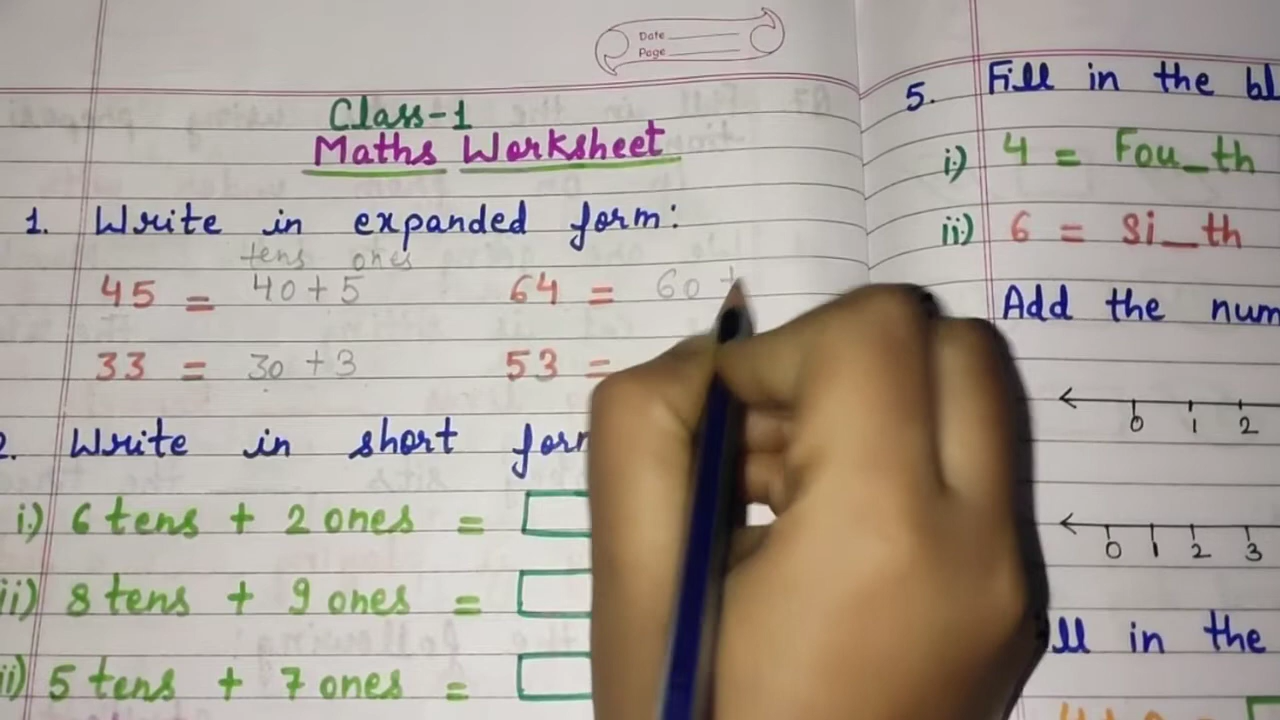 Date
Page
Class-1
Maths Worksheet
1. Write in expanded form:
tens ones
45 = 40+5 64 = 60 +
33 = 30 +3 53 =
2. Write in short
i) 6 tens + 2 ones =
ii) 8 tens + 9 ones =
5 tens + 7 ones =
5. Fill in the bl
i) 4 = Fou_th
ii) 6 = Si_th
Add the num
0 1 2
0 1 2 3
in the